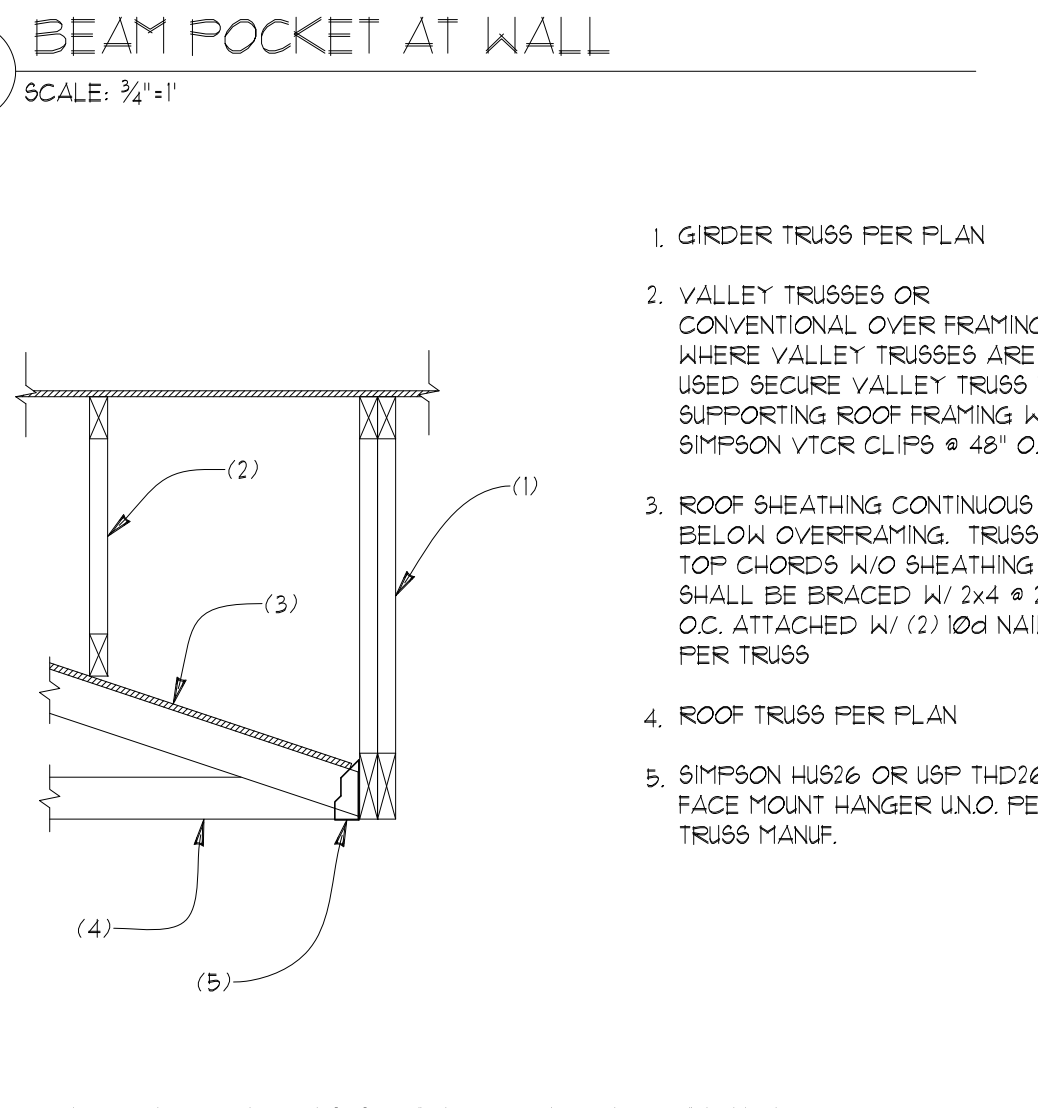 BEAM POCKET AT WALL
SCALE: ¾"=1'
1. GIRDER TRUSS PER PLAN
2. VALLEY TRUSSES OR
CONVENTIONAL OVER FRAMING
WHERE VALLEY TRUSSES ARE
USED SECURE VALLEY TRUSS
SUPPORTING ROOF FRAMING
SIMPSON VTCR CLIPS @ 48"
3. ROOF SHEATHING CONTINUOUS
BELOW OVERFRAMING. TRUSS
TOP CHORDS W/O SHEATHING
SHALL BE BRACED W/ 2x4 @
O.C. ATTACHED W/ (2) 10d
PER TRUSS
4. ROOF TRUSS PER PLAN
5. SIMPSON HUS26 OR USP THD26
FACE MOUNT HANGER U.N.O.
TRUSS MANUF.
(2)
(1)
(3)
(4)
(5)